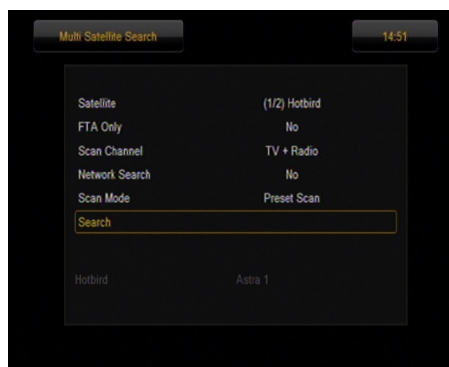 Multi Satellite Search 14:51
Satellite (1/2) Hotbird
FTA Only No
Scan Channel TV + Radio
Network Search No
Scan Mode Preset Scan
Search
Hotbird Astra 1